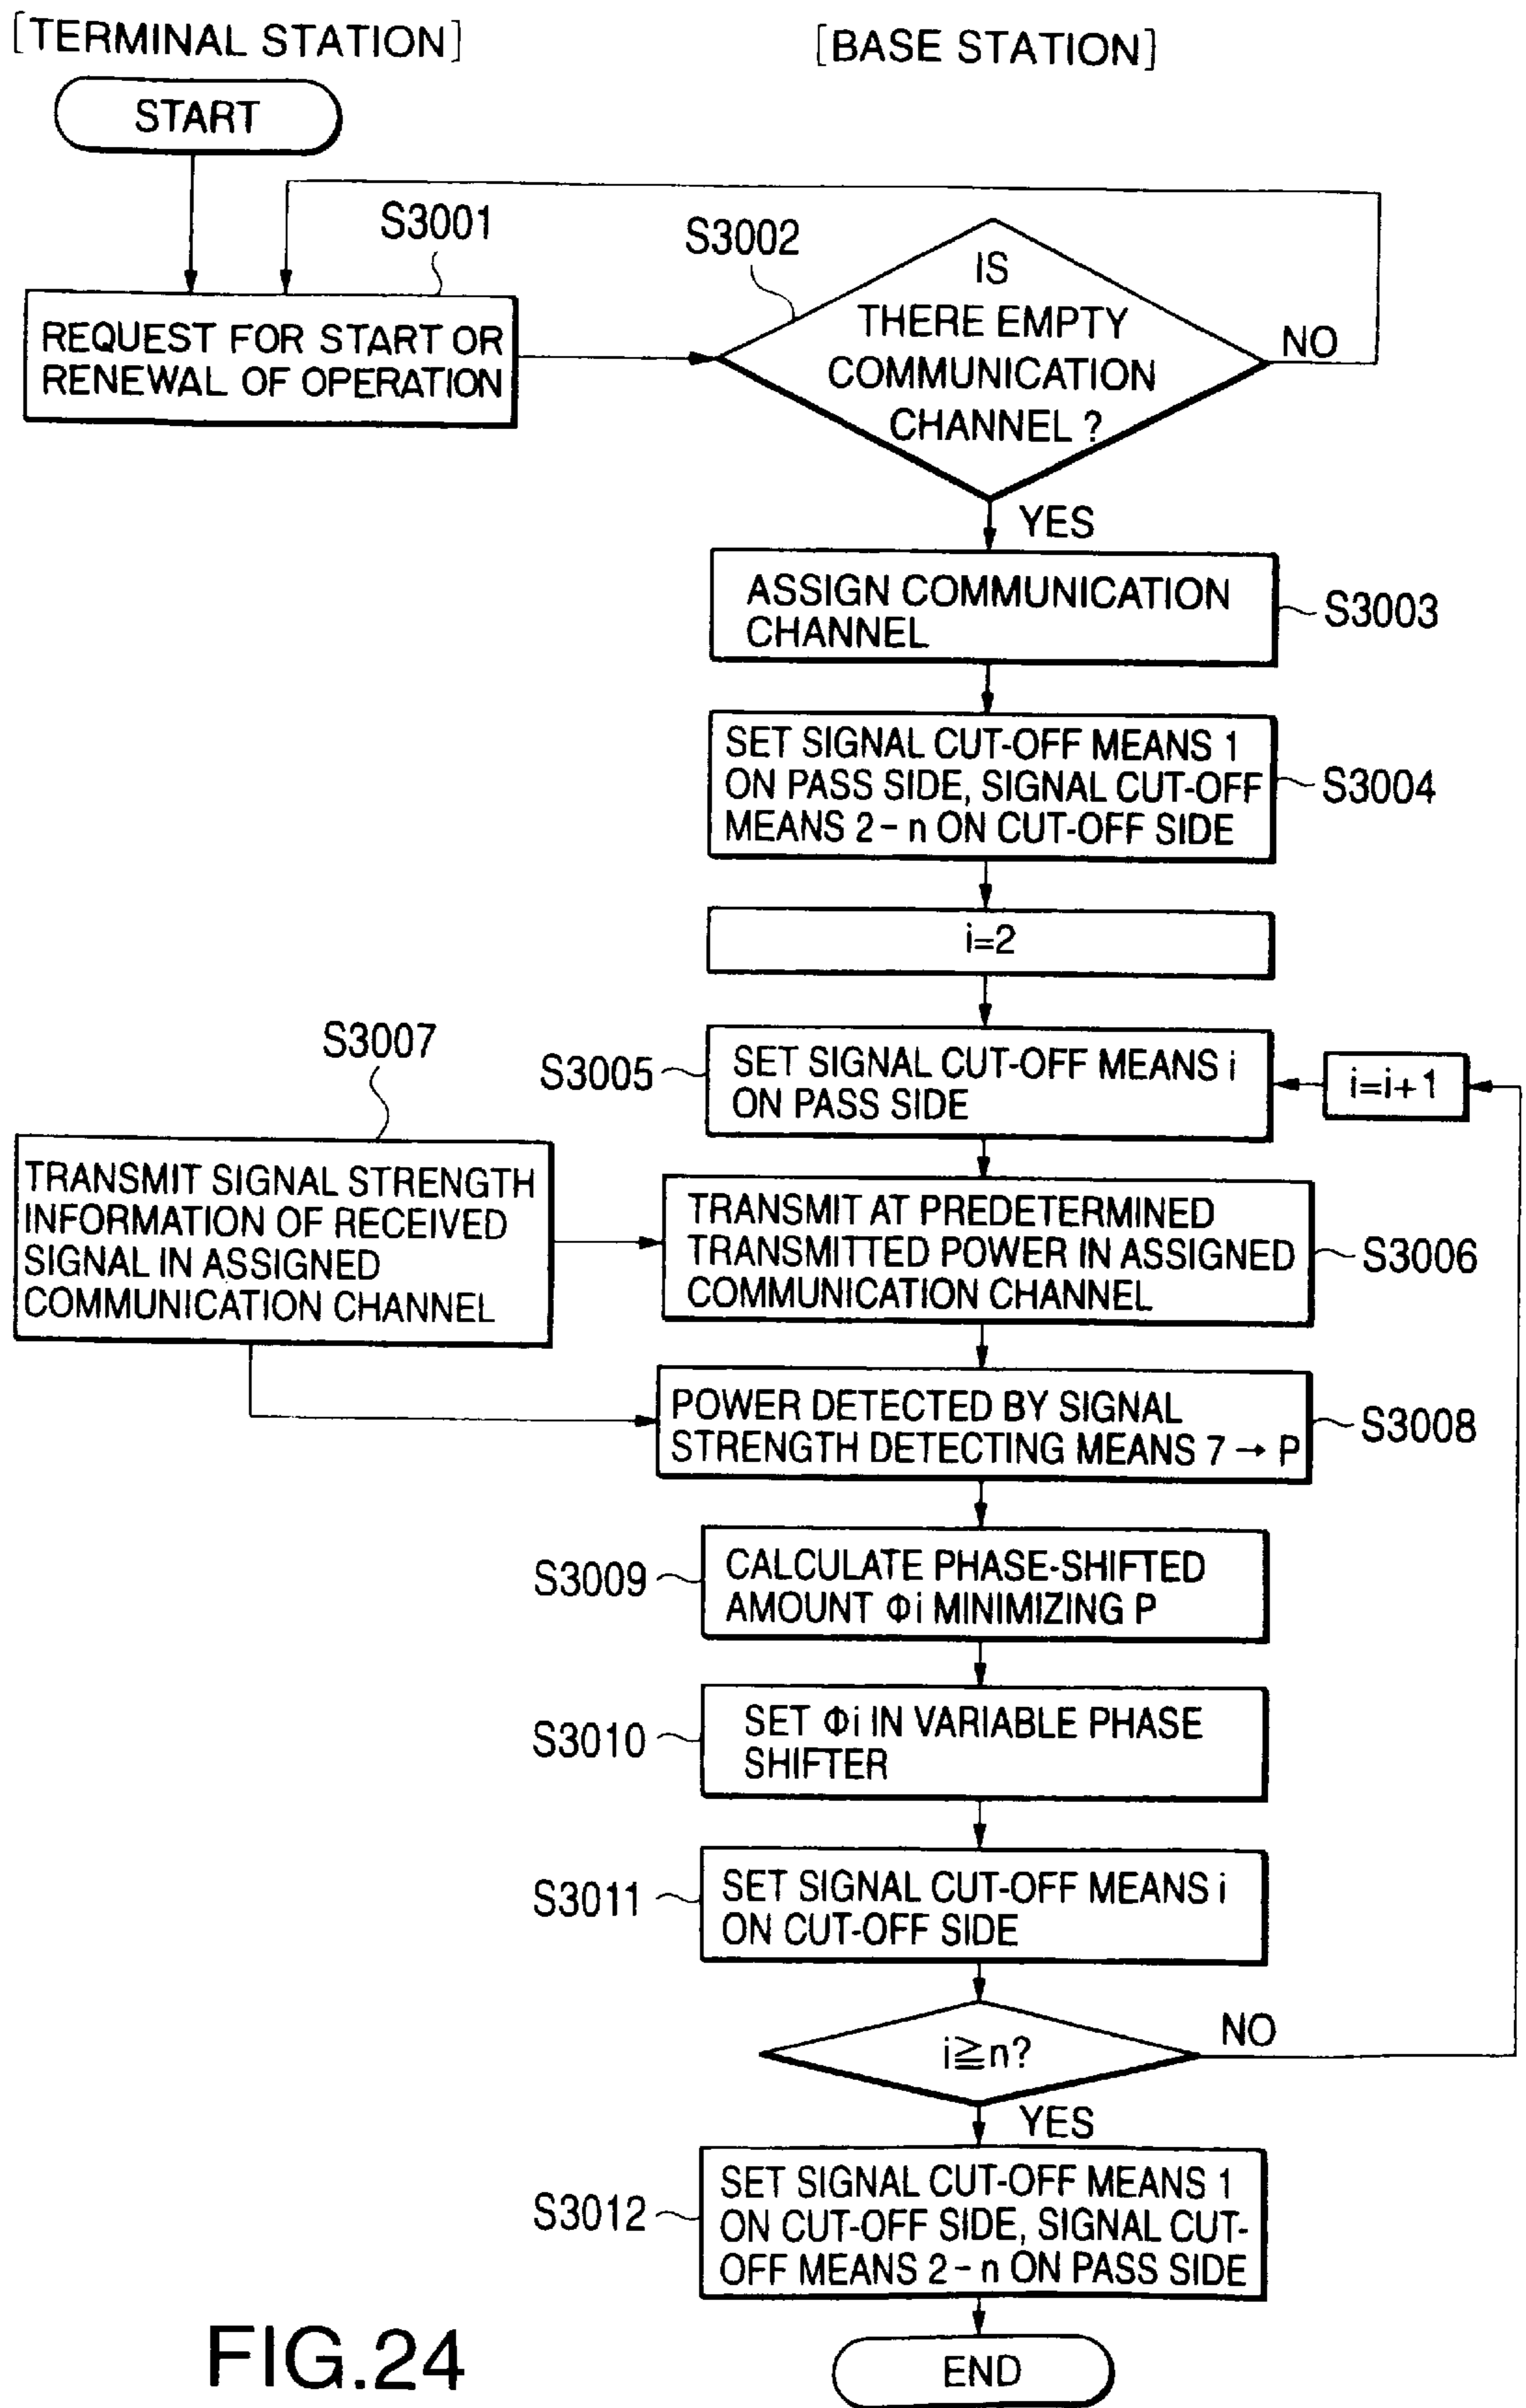 [TERMINAL STATION]
[BASE STATION]
START
S3001
S3002
REQUEST FOR START OR
RENEWAL OF OPERATION
IS
THERE EMPTY
COMMUNICATION
CHANNEL ?
NO
YES
ASSIGN COMMUNICATION
CHANNEL
S3003
SET SIGNAL CUT-OFF MEANS 1
ON PASS SIDE, SIGNAL CUT-OFF
MEANS 2 - n ON CUT-OFF SIDE
S3004
i=2
S3007
S3005
SET SIGNAL CUT-OFF MEANS i
ON PASS SIDE
i=i+1
TRANSMIT SIGNAL STRENGTH
INFORMATION OF RECEIVED
SIGNAL IN ASSIGNED
COMMUNICATION CHANNEL
TRANSMIT AT PREDETERMINED
TRANSMITTED POWER IN ASSIGNED
COMMUNICATION CHANNEL
S3006
POWER DETECTED BY SIGNAL
STRENGTH DETECTING MEANS 7 → P
S3008
S3009
CALCULATE PHASE-SHIFTED
AMOUNT Φi MINIMIZING P
S3010
SET Φi IN VARIABLE PHASE
SHIFTER
S3011
SET SIGNAL CUT-OFF MEANS i
ON CUT-OFF SIDE
i≧n?
NO
YES
S3012
SET SIGNAL CUT-OFF MEANS 1
ON CUT-OFF SIDE, SIGNAL CUT-
OFF MEANS 2 - n ON PASS SIDE
END
FIG.24